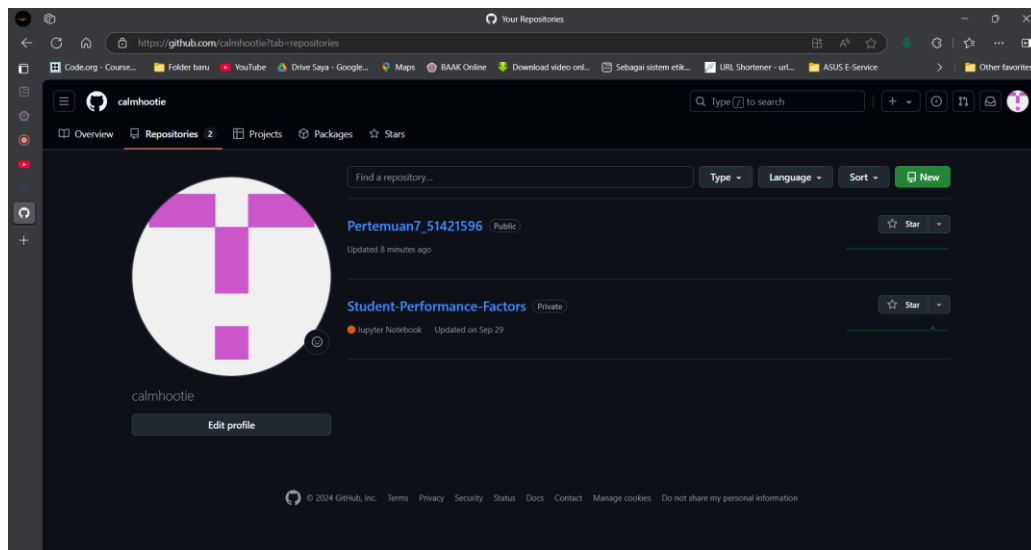 Your Repositories
https://github.com/calmhootie?tab=repositories
Code.org - Course... Folder baru YouTube Drive Saya - Google... Maps BAAK Online Download video onl... Sebagai sistem etik... URL Shortener - url... ASUS E-Service Other favorites
calmhootie Type / to search
Overview Repositories 2 Projects Packages Stars
Find a repository... Type Language Sort New
Pertemuan7_51421596 Public Star
Updated 8 minutes ago
Student-Performance-Factors Private Star
Jupyter Notebook Updated on Sep 29
calmhootie
Edit profile
© 2024 GitHub, Inc. Terms Privacy Security Status Docs Contact Manage cookies Do not share my personal information